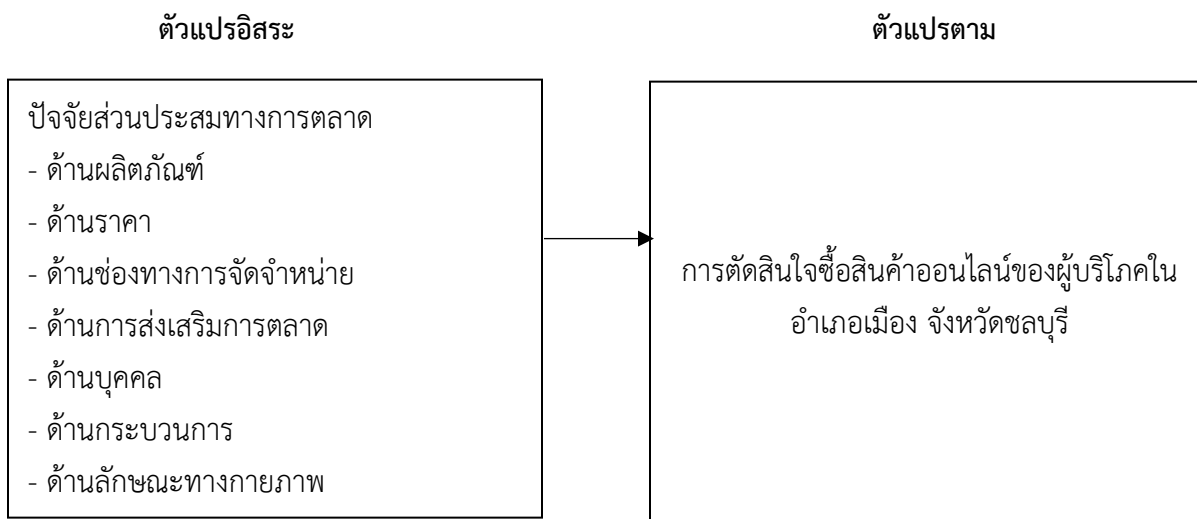 ตัวแปรอิสระ
ตัวแปรตาม
ปัจจัยส่วนประสมทางการตลาด
- ด้านผลิตภัณฑ์
- ด้านราคา
- ด้านช่องทางการจัดจำหน่าย
- ด้านการส่งเสริมการตลาด
- ด้านบุคคล
- ด้านกระบวนการ
- ด้านลักษณะทางกายภาพ
การตัดสินใจซื้อสินค้าออนไลน์ของผู้บริโภคใน
อำเภอเมือง จังหวัดชลบุรี